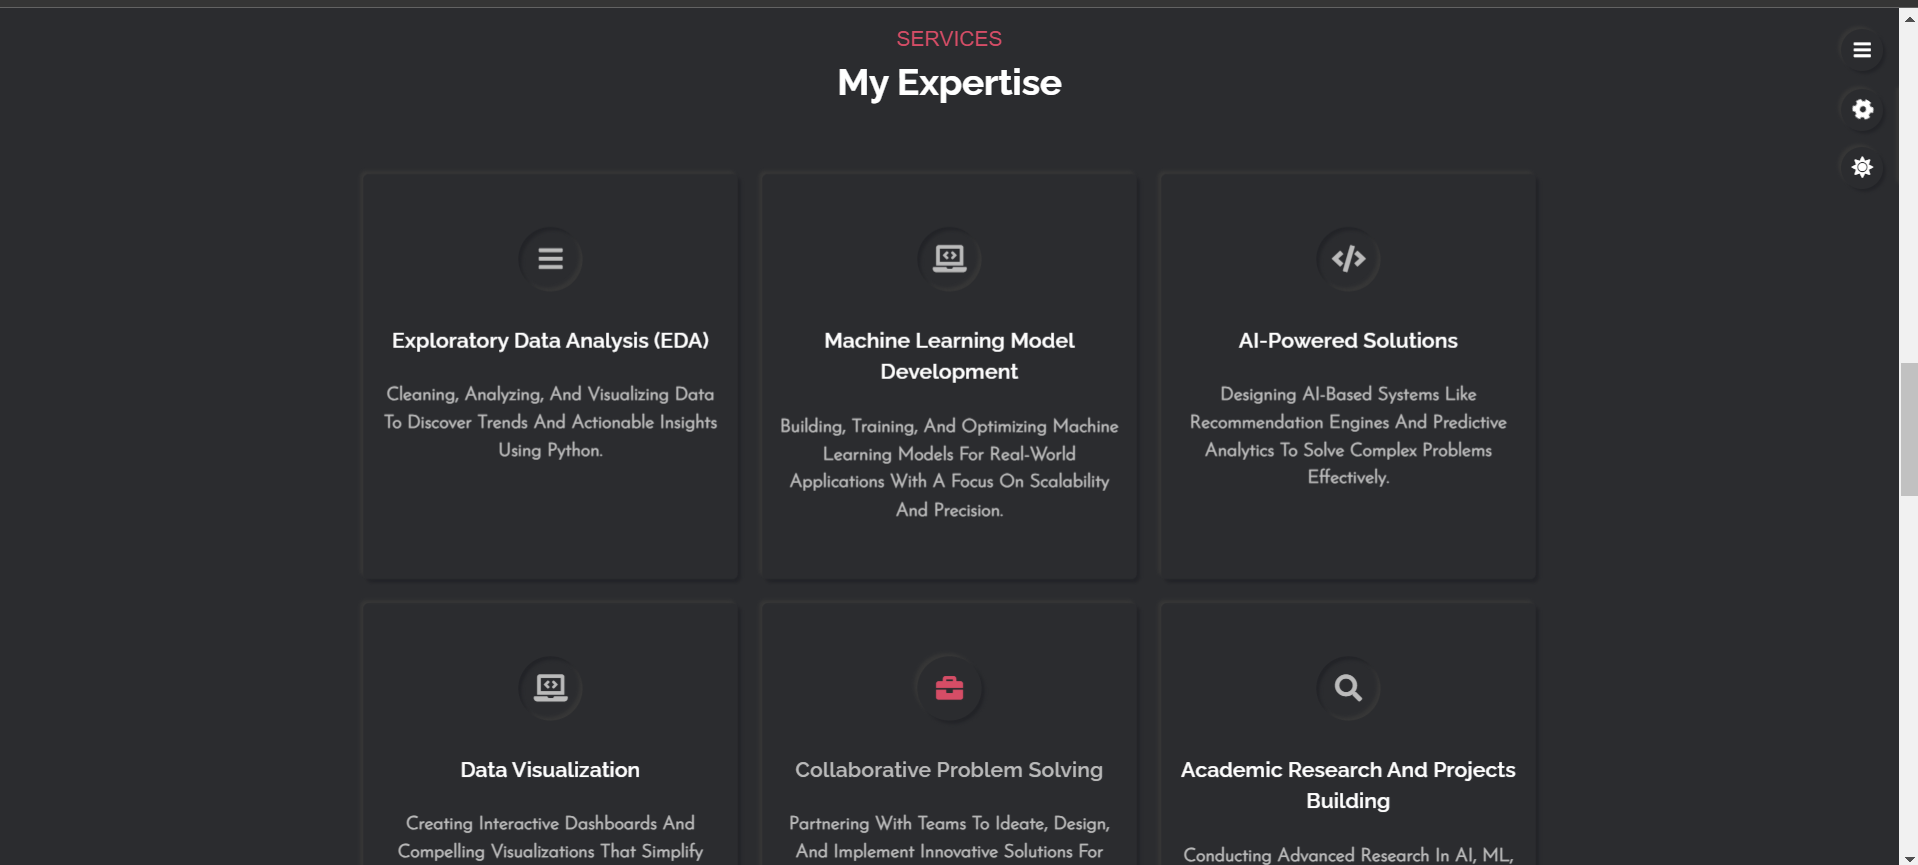 SERVICES
My Expertise
Exploratory Data Analysis (EDA)
Cleaning, Analyzing, And Visualizing Data
To Discover Trends And Actionable Insights
Using Python.
Machine Learning Model
Development
Building, Training, And Optimizing Machine
Learning Models For Real-World
Applications With A Focus On Scalability
And Precision.
AI-Powered Solutions
Designing AI-Based Systems Like
Recommendation Engines And Predictive
Analytics To Solve Complex Problems
Effectively.
Data Visualization
Creating Interactive Dashboards And
Compelling Visualizations That Simplify
Collaborative Problem Solving
Partnering With Teams To Ideate, Design,
And Implement Innovative Solutions For
Academic Research And Projects
Building
Conducting Advanced Research In AI, ML,